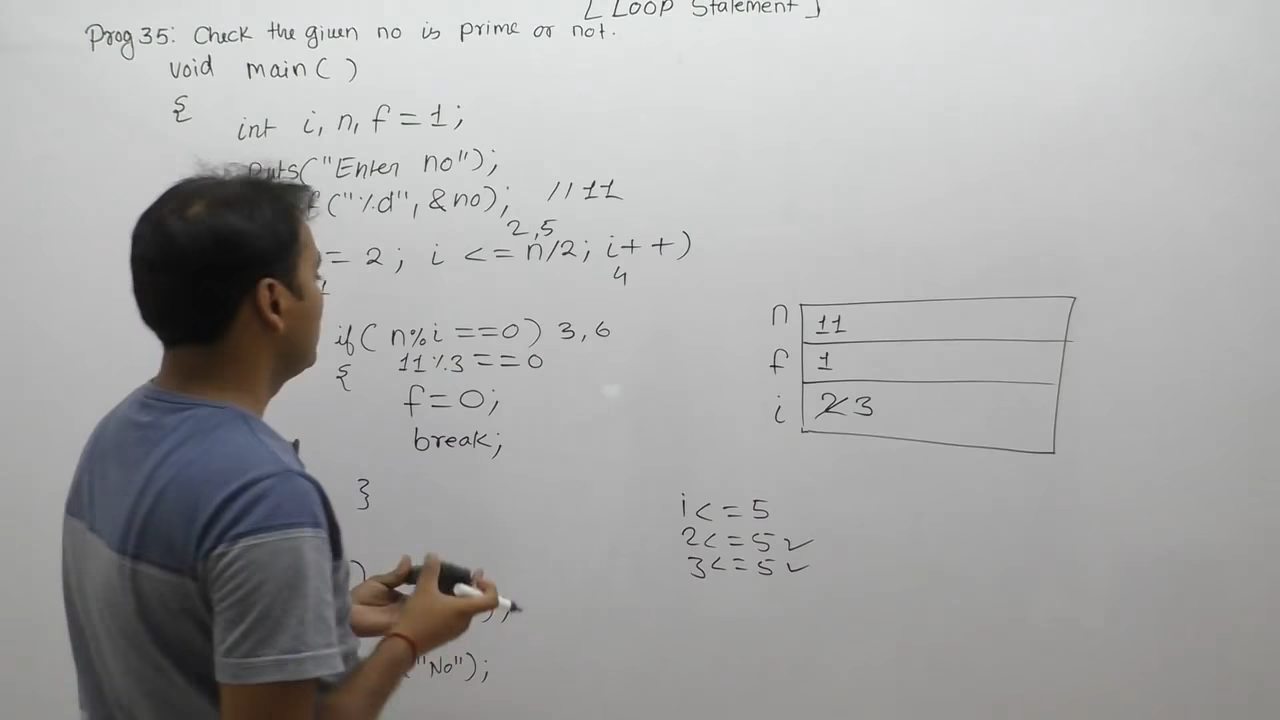 [ Loop Statement ]
Prog 35: Check the given no is prime or not.
void main( )
{
int i, n, f = 1;
puts("Enter no");
f("%d", &no); //11
2,5
= 2; i <= n/2; i++)
4
if( n%i ==0) 3,6
{ 11%3 == 0
f=0;
break;
}
"No");
n 11
f 1
i 2 3
i<=5
2<=5✓
3<=5✓